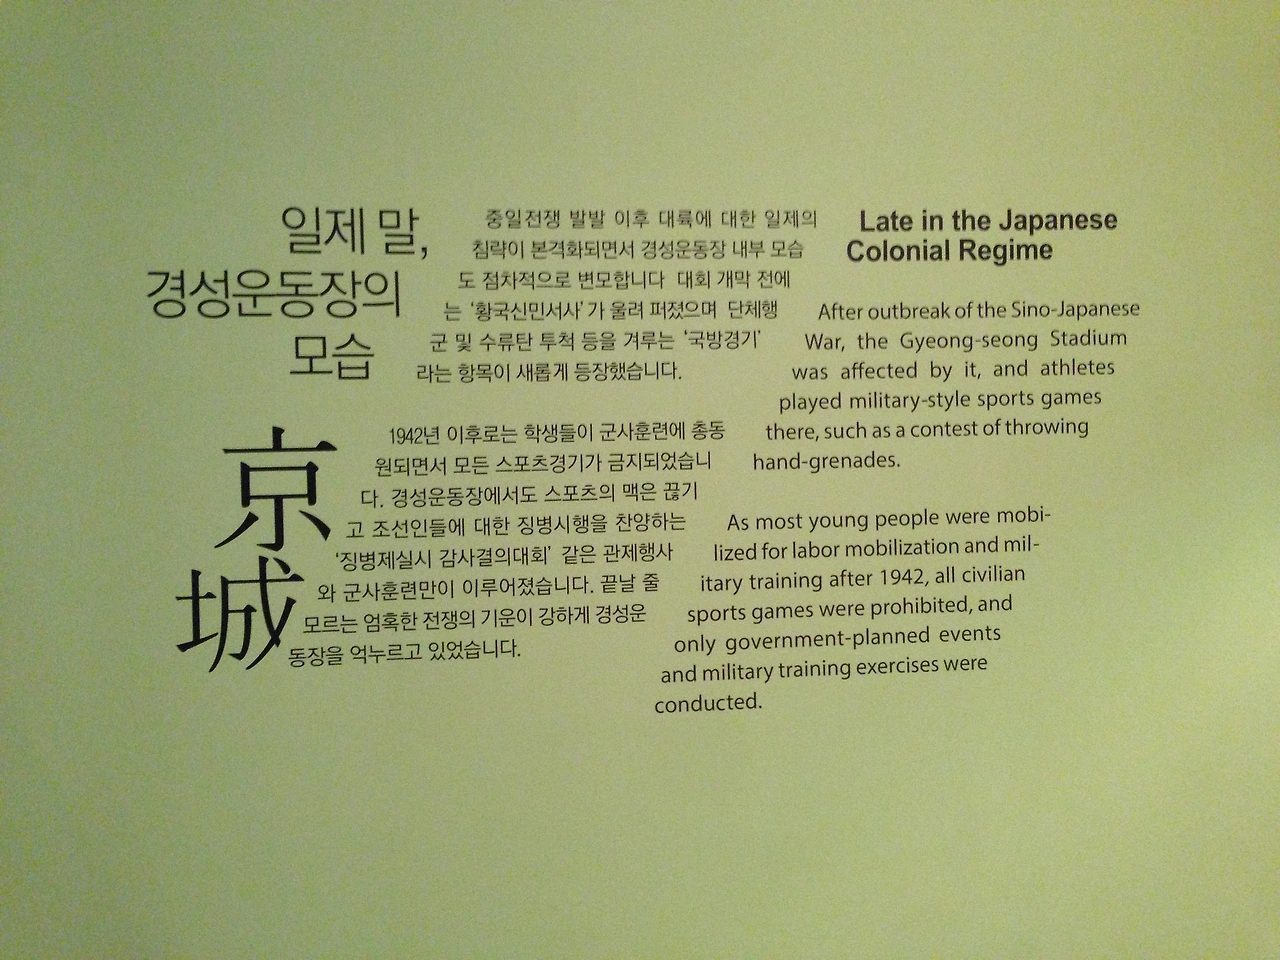 일제 말,
경성운동장의
모습
京
城
중일전쟁 발발 이후 대륙에 대한 일제의
침략이 본격화되면서 경성운동장 내부 모습
도 점차적으로 변모합니다 대회 개막 전에
는 ‘황국신민서사’가 울려 퍼졌으며 단체행
군 및 수류탄 투척 등을 겨루는 ‘국방경기’
라는 항목이 새롭게 등장했습니다.
1942년 이후로는 학생들이 군사훈련에 총동
원되면서 모든 스포츠경기가 금지되었습니
다. 경성운동장에서도 스포츠의 맥은 끊기
고 조선인들에 대한 징병시행을 찬양하는
‘징병제실시 감사결의대회’ 같은 관제행사
와 군사훈련만이 이루어졌습니다. 끝날 줄
모르는 엄혹한 전쟁의 기운이 강하게 경성운
동장을 억누르고 있었습니다.
Late in the Japanese
Colonial Regime
After outbreak of the Sino-Japanese
War, the Gyeong-seong Stadium
was affected by it, and athletes
played military-style sports games
there, such as a contest of throwing
hand-grenades.
As most young people were mobi-
lized for labor mobilization and mil-
itary training after 1942, all civilian
sports games were prohibited, and
only government-planned events
and military training exercises were
conducted.